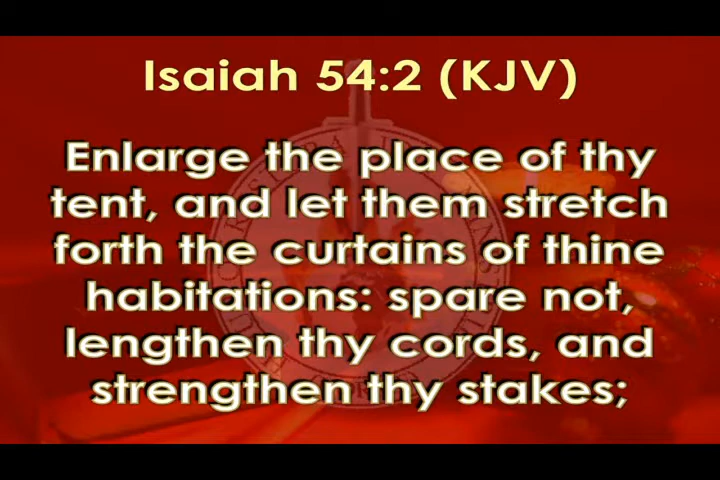 Isaiah 54:2 (KJV)
Enlarge the place of thy
tent, and let them stretch
forth the curtains of thine
habitations: spare not,
lengthen thy cords, and
strengthen thy stakes;